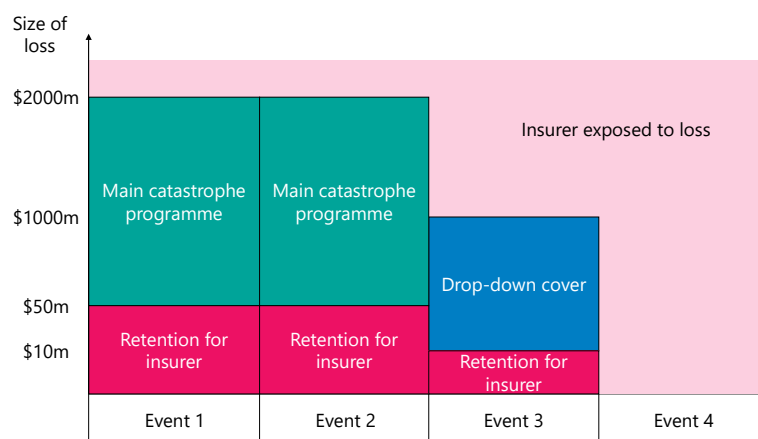 Size of
loss
$2000m
$1000m
$50m
$10m
Insurer exposed to loss
Main catastrophe
programme
Main catastrophe
programme
Drop-down cover
Retention for
insurer
Retention for
insurer
Retention for
insurer
Event 1
Event 2
Event 3
Event 4